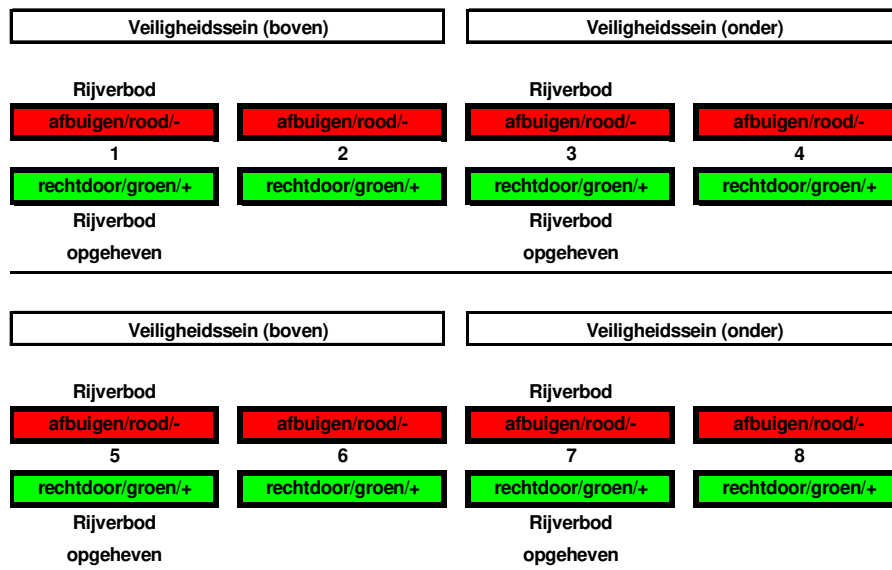 Veiligheidssein (boven) Veiligheidssein (onder)
Rijverbod Rijverbod
afbuigen/rood/- afbuigen/rood/- afbuigen/rood/- afbuigen/rood/-
1 2 3 4
rechtdoor/groen/+ rechtdoor/groen/+ rechtdoor/groen/+ rechtdoor/groen/+
Rijverbod Rijverbod
opgeheven opgeheven
Veiligheidssein (boven) Veiligheidssein (onder)
Rijverbod Rijverbod
afbuigen/rood/- afbuigen/rood/- afbuigen/rood/- afbuigen/rood/-
5 6 7 8
rechtdoor/groen/+ rechtdoor/groen/+ rechtdoor/groen/+ rechtdoor/groen/+
Rijverbod Rijverbod
opgeheven opgeheven